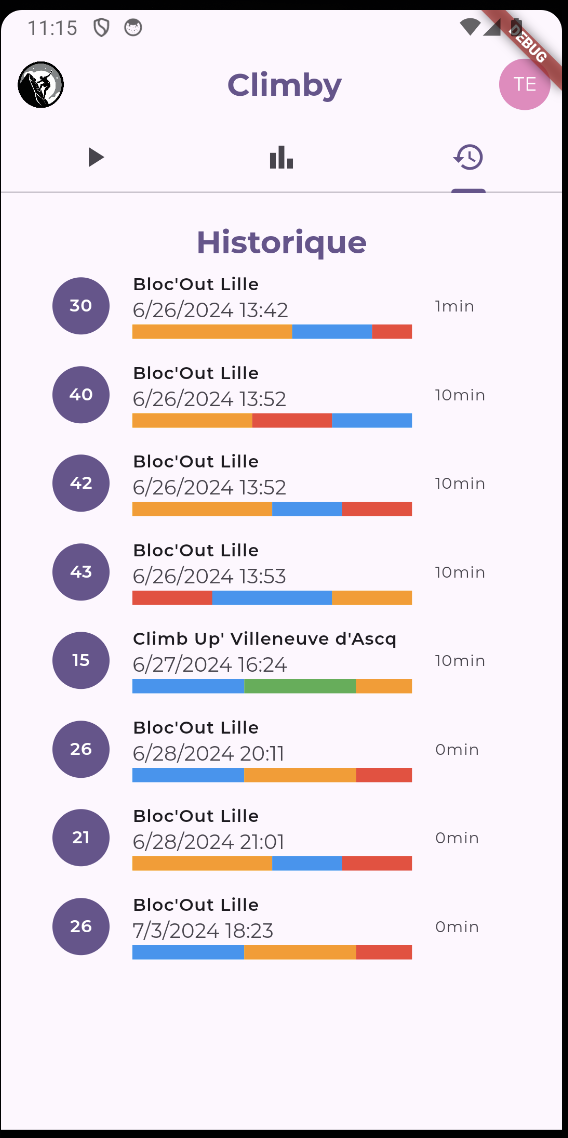 11:15
DEBUG
Climby
TE
Historique
30
Bloc'Out Lille
6/26/2024 13:42
1min
40
Bloc'Out Lille
6/26/2024 13:52
10min
42
Bloc'Out Lille
6/26/2024 13:52
10min
43
Bloc'Out Lille
6/26/2024 13:53
10min
15
Climb Up' Villeneuve d'Ascq
6/27/2024 16:24
10min
26
Bloc'Out Lille
6/28/2024 20:11
0min
21
Bloc'Out Lille
6/28/2024 21:01
0min
26
Bloc'Out Lille
7/3/2024 18:23
0min